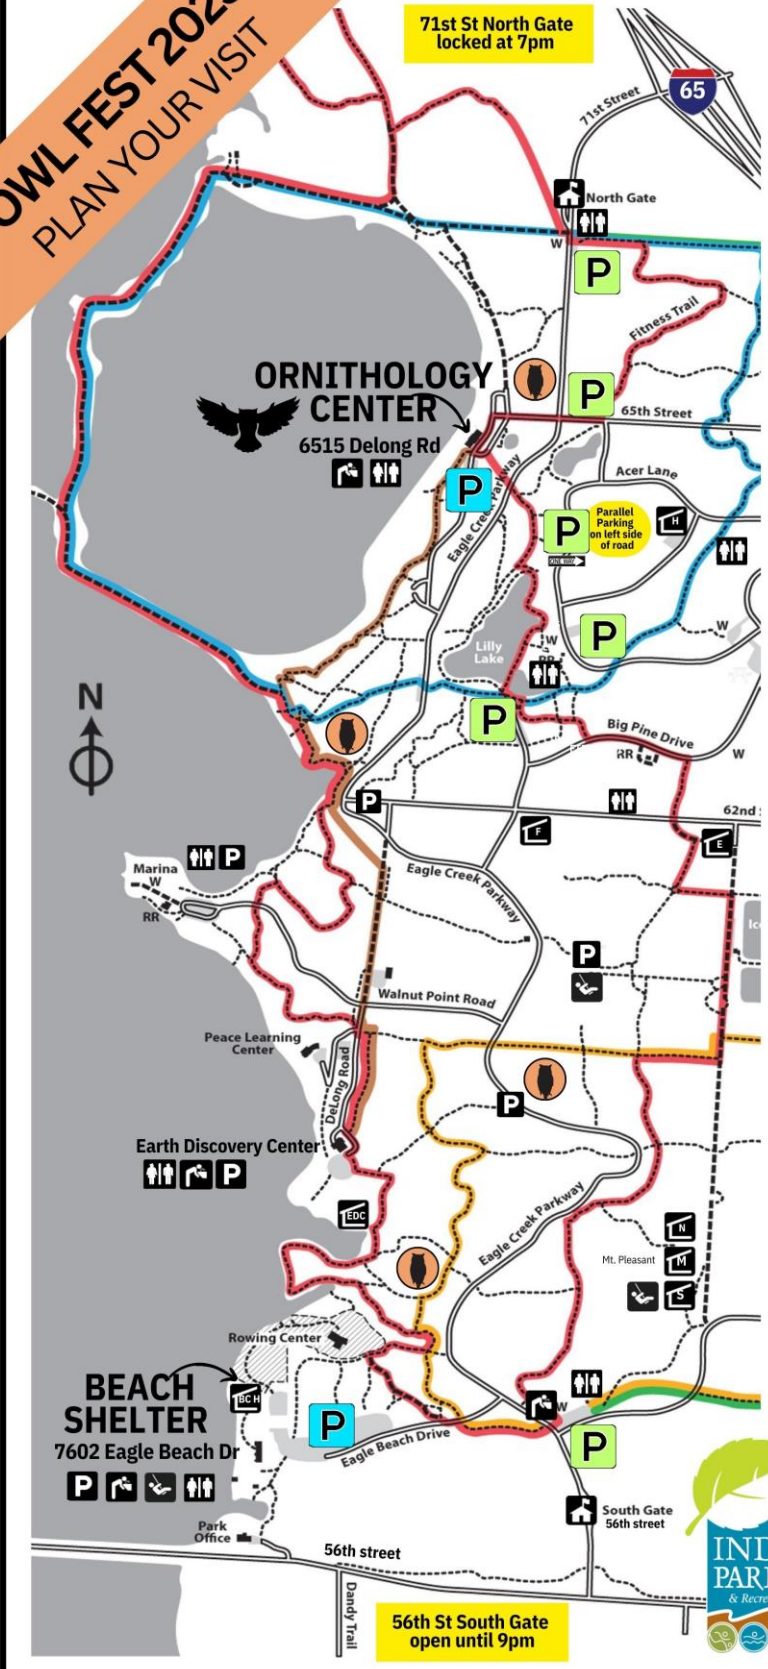 OWL FEST 202
PLAN YOUR VISIT
71st St North Gate
locked at 7pm
65
71st Street
North Gate
W
P
Fitness Trail
ORNITHOLOGY
CENTER
6515 Delong Rd
P
65th Street
Acer Lane
P
Eagle Creek Parkway
P
Parallel
Parking
on left side
of road
H
ONE WAY
P
W
Lilly
Lake
W
RR
P
N
Big Pine Drive
RR
W
P
62nd
F
E
P
Marina
W
RR
Eagle Creek Parkway
P
Walnut Point Road
Peace Learning
Center
DeLong Road
P
Earth Discovery Center
P
EDC
Eagle Creek Parkway
N
Mt. Pleasant
M
S
Rowing Center
BEACH
SHELTER
BC H
7602 Eagle Beach Dr
P
P
W
Eagle Beach Drive
P
South Gate
56th street
Park
Office
56th street
Dandy Trail
56th St South Gate
open until 9pm
IND
PAR
& Recre